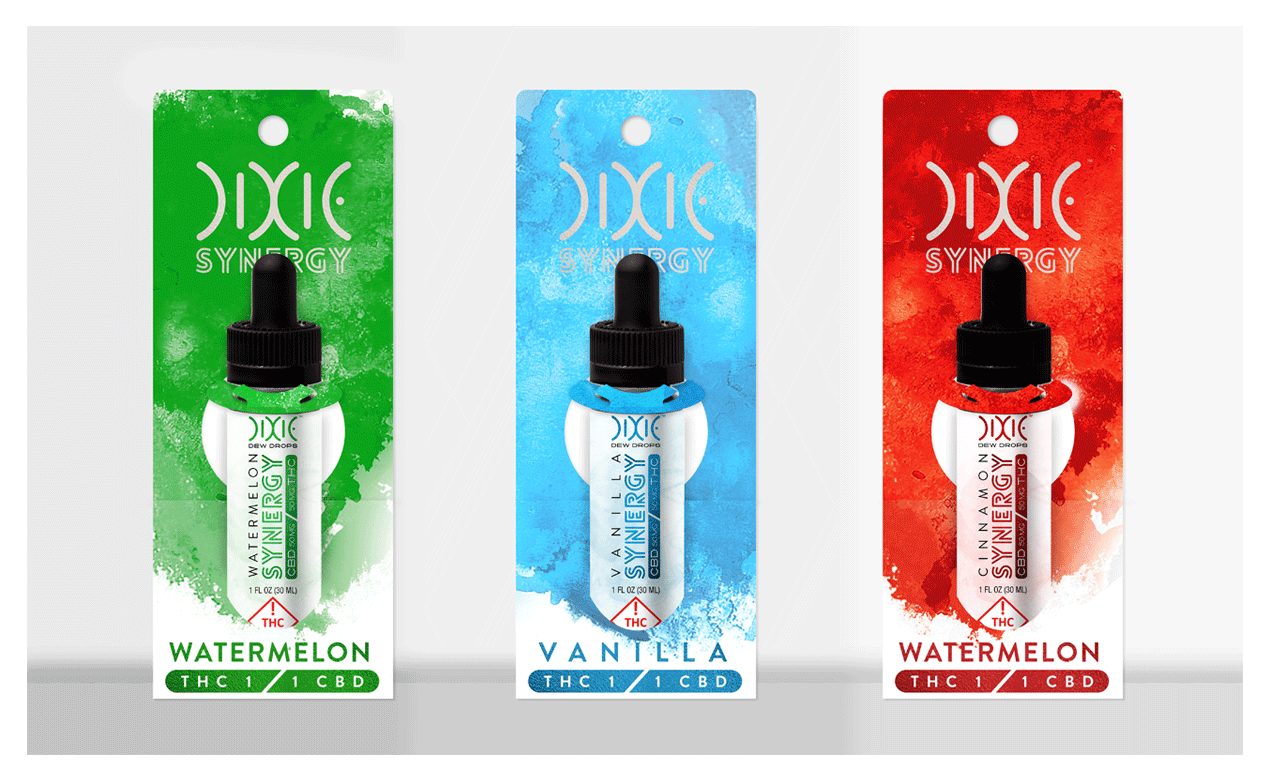 DIXIE
SYNERGY
DIXIE
DEW DROPS
WATERMELON
SYNERGY
CBD 50MG / 50MG THC
1 FL OZ (30 ML)
!
THC
WATERMELON
THC 1 / 1 CBD
DIXIE
SYNERGY
DIXIE
DEW DROPS
VANILLA
SYNERGY
CBD 50MG / 50MG THC
1 FL OZ (30 ML)
!
THC
VANILLA
THC 1 / 1 CBD
DIXIE
SYNERGY
DIXIE
DEW DROPS
CINNAMON
SYNERGY
CBD 50MG / 50MG THC
1 FL OZ (30 ML)
!
THC
WATERMELON
THC 1 / 1 CBD